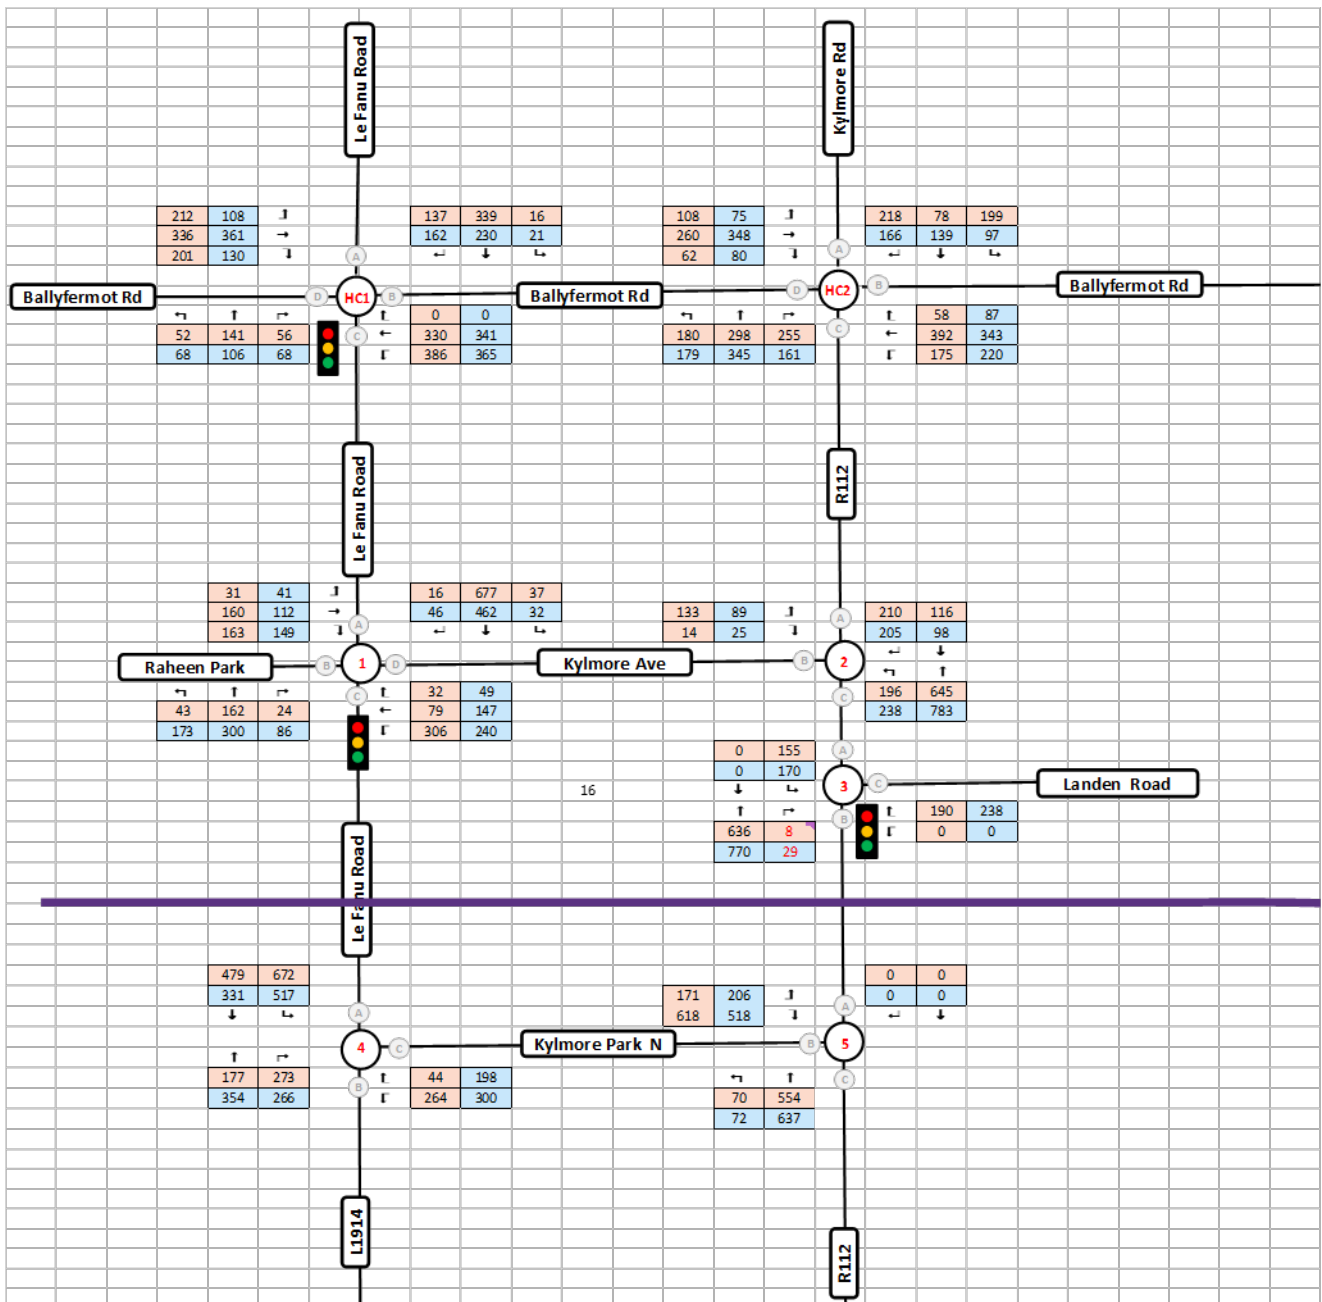 Le Fanu Road
Kylmore Rd
212 108
336 361
201 130
137 339 16
162 230 21
108 75
260 348
62 80
218 78 199
166 139 97
A
A
Ballyfermot Rd
D
HC1
B
Ballyfermot Rd
D
HC2
B
Ballyfermot Rd
C
C
52 141 56
68 106 68
0 0
330 341
386 365
180 298 255
179 345 161
58 87
392 343
175 220
Le Fanu Road
R112
31 41
160 112
163 149
16 677 37
46 462 32
133 89
14 25
210 116
205 98
A
A
Raheen Park
B
1
D
Kylmore Ave
B
2
C
C
43 162 24
173 300 86
32 49
79 147
306 240
196 645
238 783
0 155
0 170
A
16
3
C
Landen Road
B
636 8
770 29
190 238
0 0
Le Fanu Road
479 672
331 517
171 206
618 518
0 0
0 0
A
A
4
C
Kylmore Park N
B
5
B
C
177 273
354 266
44 198
264 300
70 554
72 637
L1914
R112